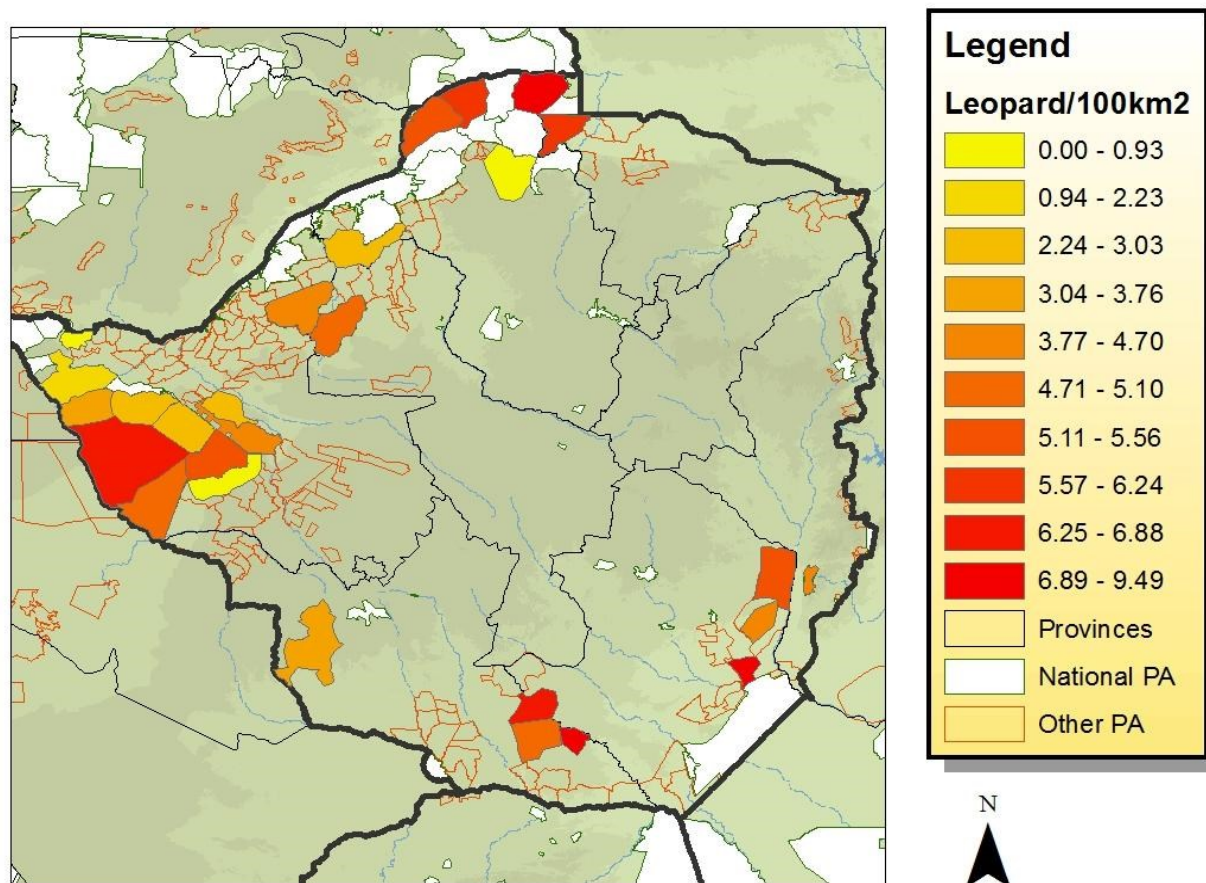 Legend
Leopard/100km2
0.00 - 0.93
0.94 - 2.23
2.24 - 3.03
3.04 - 3.76
3.77 - 4.70
4.71 - 5.10
5.11 - 5.56
5.57 - 6.24
6.25 - 6.88
6.89 - 9.49
Provinces
National PA
Other PA
N